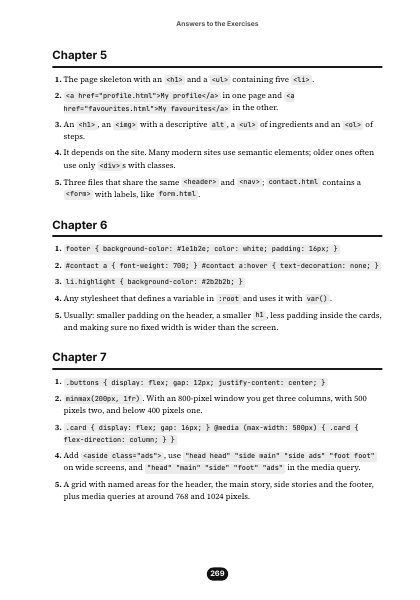 Answers to the Exercises
Chapter 5
1. The page skeleton with an <h1> and a <ul> containing five <li>.
2. <a href="profile.html">My profile</a> in one page and <a
href="favourites.html">My favourites</a> in the other.
3. An <h1>, an <img> with a descriptive alt, a <ul> of ingredients and an <ol> of
steps.
4. It depends on the site. Many modern sites use semantic elements; older ones often
use only <div>s with classes.
5. Three files that share the same <header> and <nav>; contact.html contains a
<form> with labels, like form.html.
Chapter 6
1. footer { background-color: #1e1b2e; color: white; padding: 16px; }
2. #contact a { font-weight: 700; } #contact a:hover { text-decoration: none; }
3. li.highlight { background-color: #2b2b2b; }
4. Any stylesheet that defines a variable in :root and uses it with var().
5. Usually: smaller padding on the header, a smaller h1, less padding inside the cards,
and making sure no fixed width is wider than the screen.
Chapter 7
1. .buttons { display: flex; gap: 12px; justify-content: center; }
2. minmax(200px, 1fr). With an 800-pixel window you get three columns, with 500
pixels two, and below 400 pixels one.
3. .card { display: flex; gap: 16px; } @media (max-width: 500px) { .card {
flex-direction: column; } }
4. Add <aside class="ads">, use "head head" "side main" "side ads" "foot foot"
on wide screens, and "head" "main" "side" "foot" "ads" in the media query.
5. A grid with named areas for the header, the main story, side stories and the footer,
plus media queries at around 768 and 1024 pixels.
269